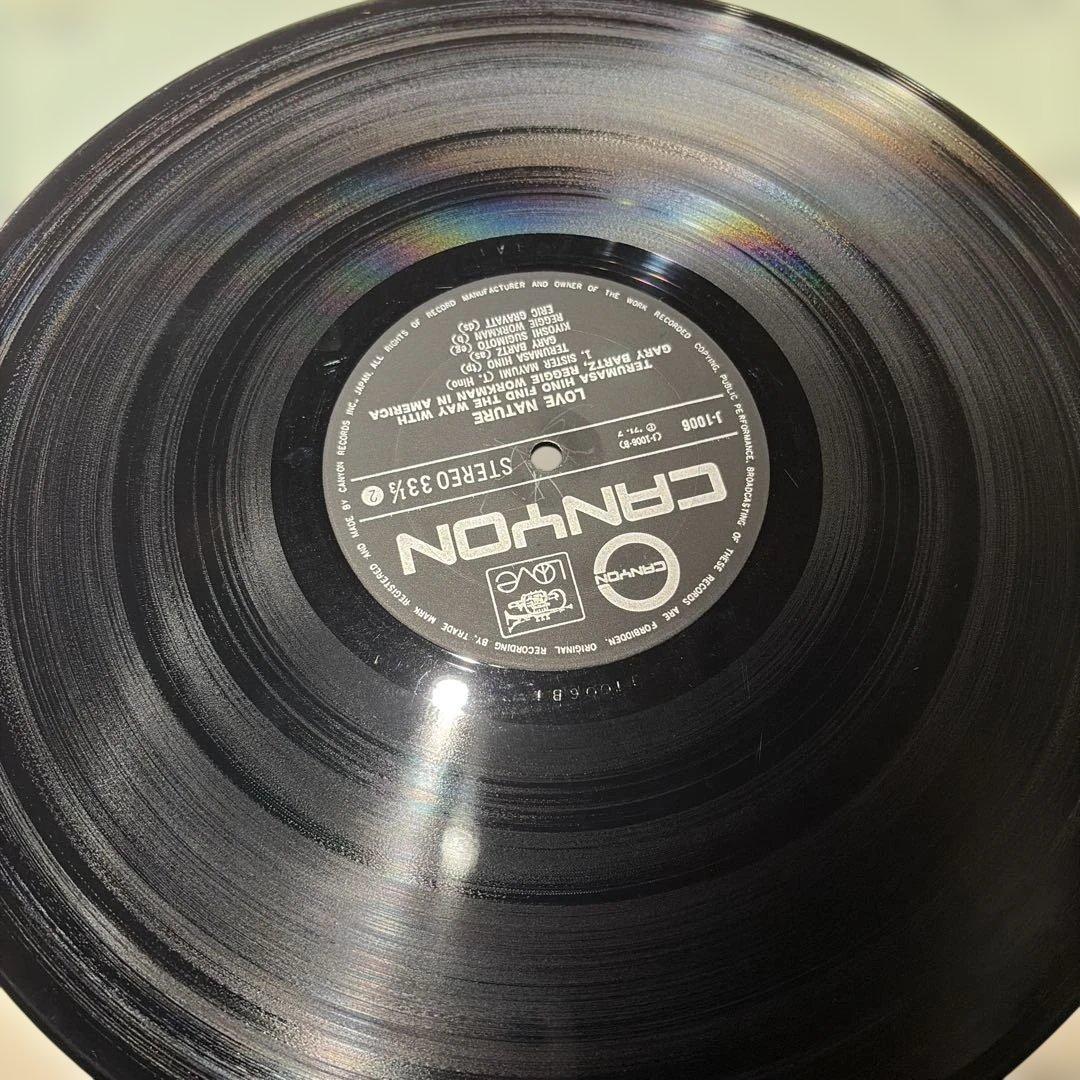 CANYON
LOVE
CANYON
STEREO 33⅓ ②
J-1006
(J-1006-B)
Ⓟ '71. 7
LOVE NATURE
TERUMASA HINO FIND THE WAY WITH
GARY BARTZ, REGGIE WORKMAN IN AMERICA
1. SISTER MAYUMI (T. Hino)
TERUMASA HINO (tp)
GARY BARTZ (as)
KIYOSHI SUGIMOTO (eg)
REGGIE WORKMAN (b)
ERIC GRAVATT (ds)
ORIGINAL RECORDING BY, TRADE MARK REGISTERED AND MADE BY CANYON RECORDS INC., JAPAN. ALL RIGHTS OF RECORD MANUFACTURER AND OWNER OF THE WORK RECORDED COPYING, PUBLIC PERFORMANCE, BROADCASTING OF THESE RECORDS ARE FORBIDDEN.